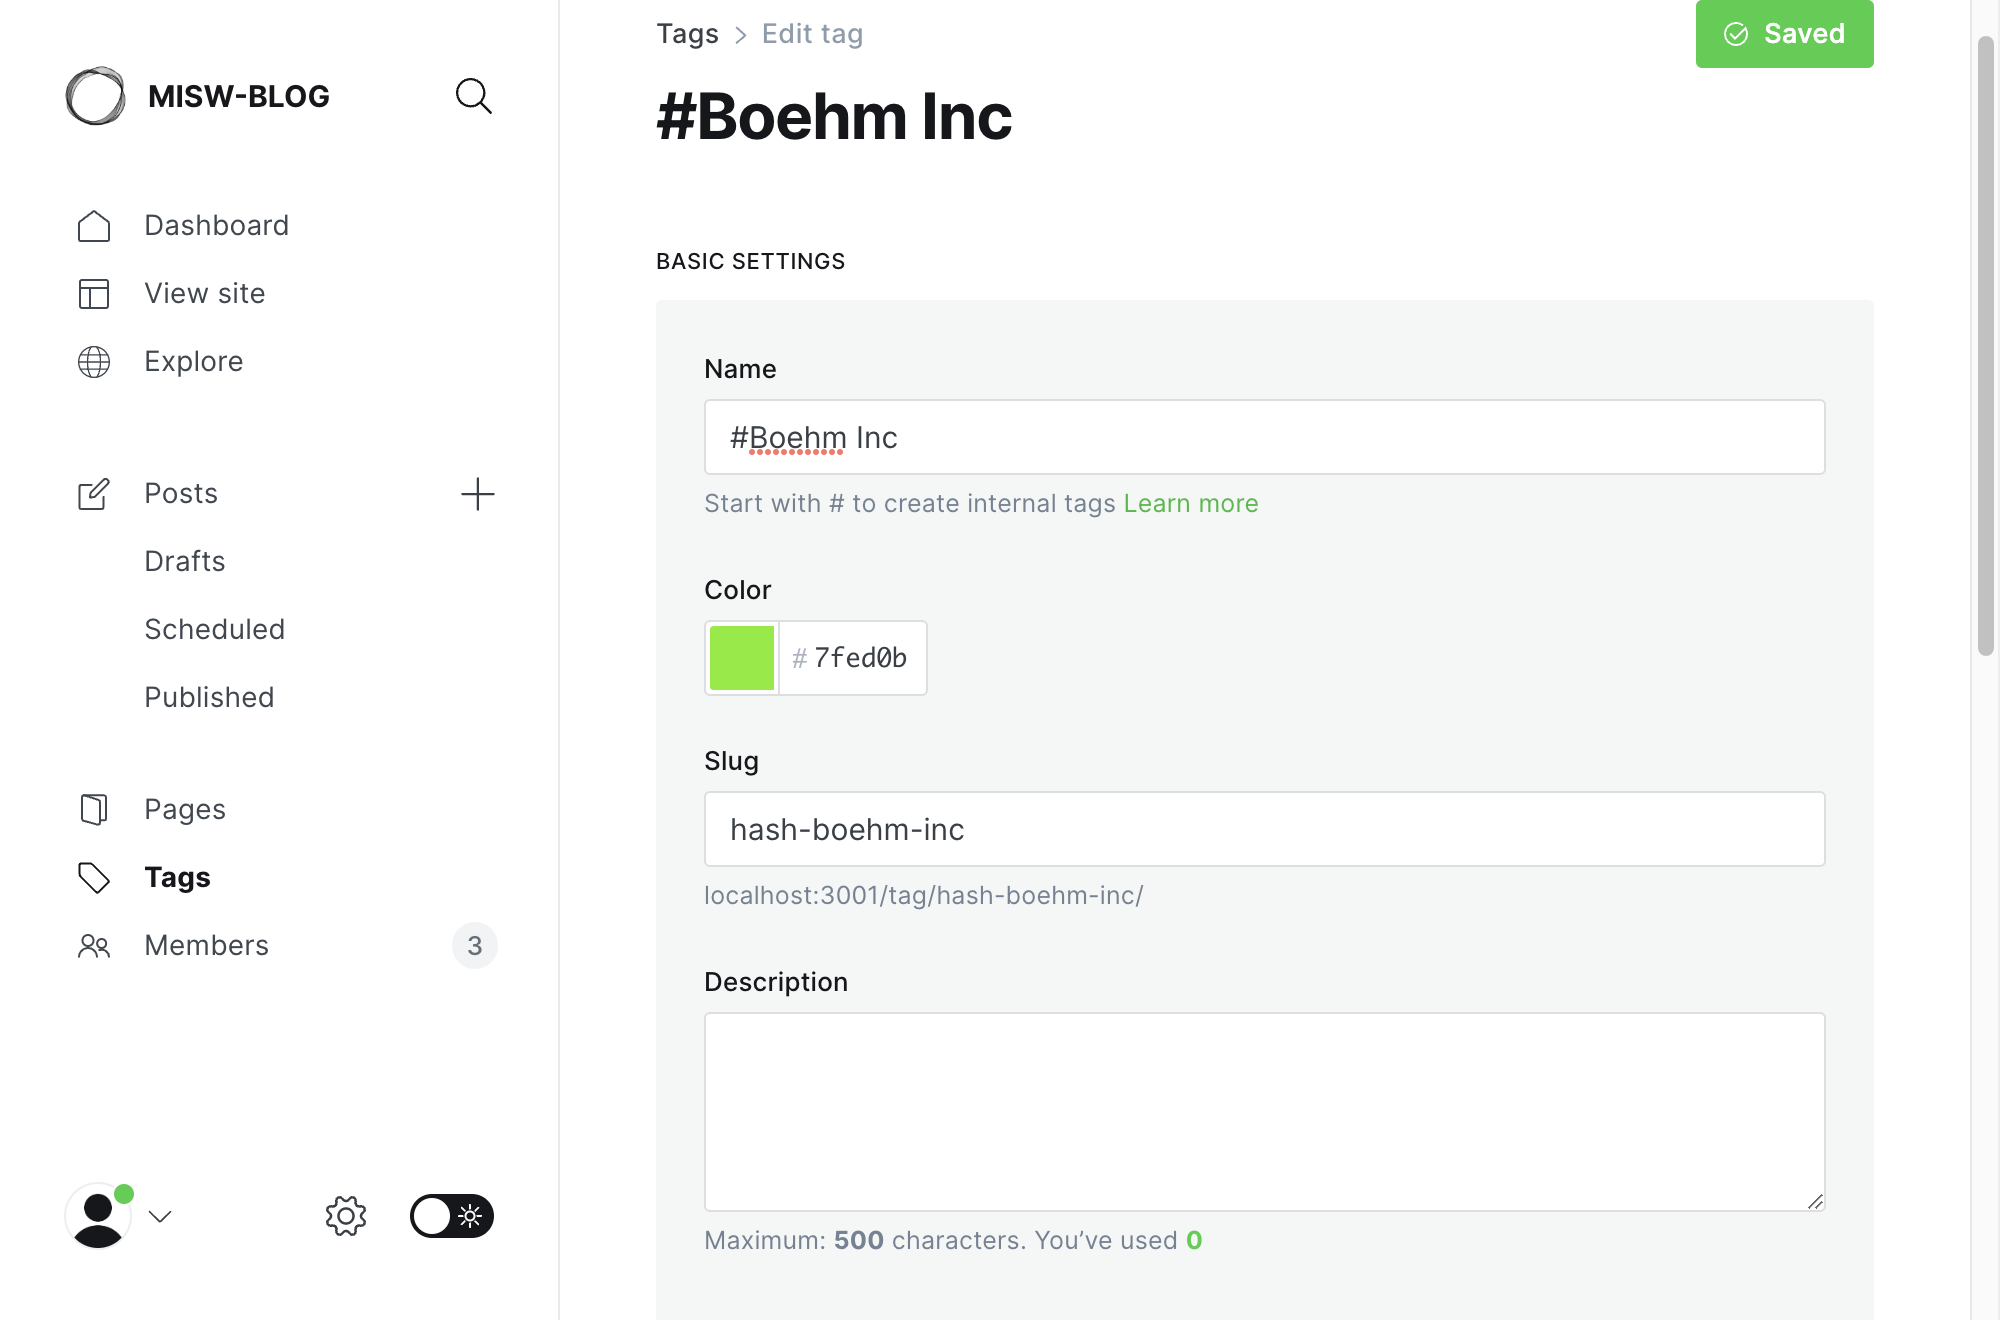 MISW-BLOG
Dashboard
View site
Explore
Posts
Drafts
Scheduled
Published
Pages
Tags
Members
3
Tags > Edit tag
Saved
#Boehm Inc
BASIC SETTINGS
Name
#Boehm Inc
Start with # to create internal tags Learn more
Color
# 7fed0b
Slug
hash-boehm-inc
localhost:3001/tag/hash-boehm-inc/
Description
Maximum: 500 characters. You’ve used 0